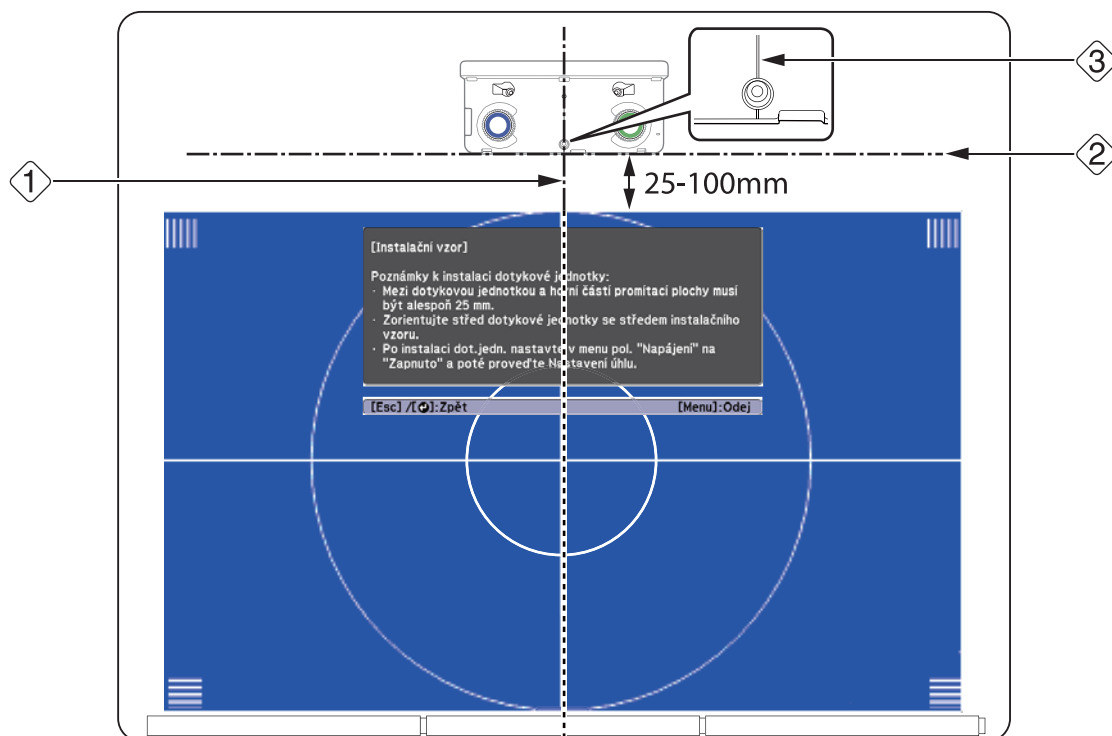 3
2
1
25-100mm
[Instalační vzor]
Poznámky k instalaci dotykové jednotky:
· Mezi dotykovou jednotkou a horní částí promítací plochy musí
být alespoň 25 mm.
· Zorientujte střed dotykové jednotky se středem instalačního
vzoru.
· Po instalaci dot.jedn. nastavte v menu pol. "Napájení" na
"Zapnuto" a poté proveďte Nastavení úhlu.
[Esc] /[⏎]:Zpět [Menu]:Odej